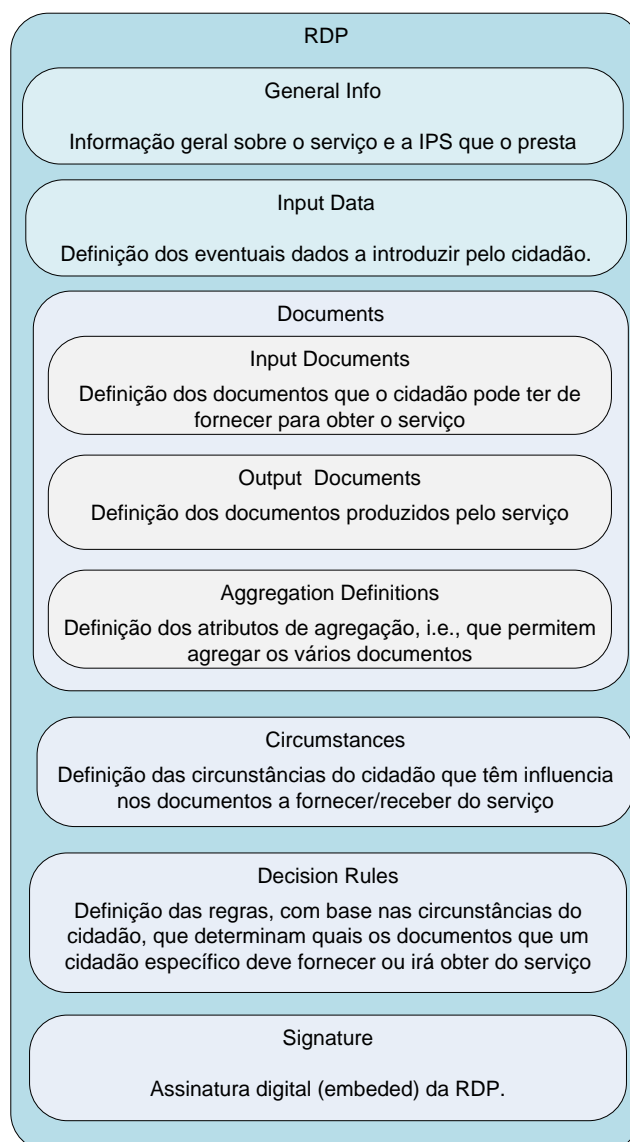 RDP
General Info
Informação geral sobre o serviço e a IPS que o presta
Input Data
Definição dos eventuais dados a introduzir pelo cidadão.
Documents
Input Documents
Definição dos documentos que o cidadão pode ter de
fornecer para obter o serviço
Output Documents
Definição dos documentos produzidos pelo serviço
Aggregation Definitions
Definição dos atributos de agregação, i.e., que permitem
agregar os vários documentos
Circumstances
Definição das circunstâncias do cidadão que têm influencia
nos documentos a fornecer/receber do serviço
Decision Rules
Definição das regras, com base nas circunstâncias do
cidadão, que determinam quais os documentos que um
cidadão específico deve fornecer ou irá obter do serviço
Signature
Assinatura digital (embeded) da RDP.